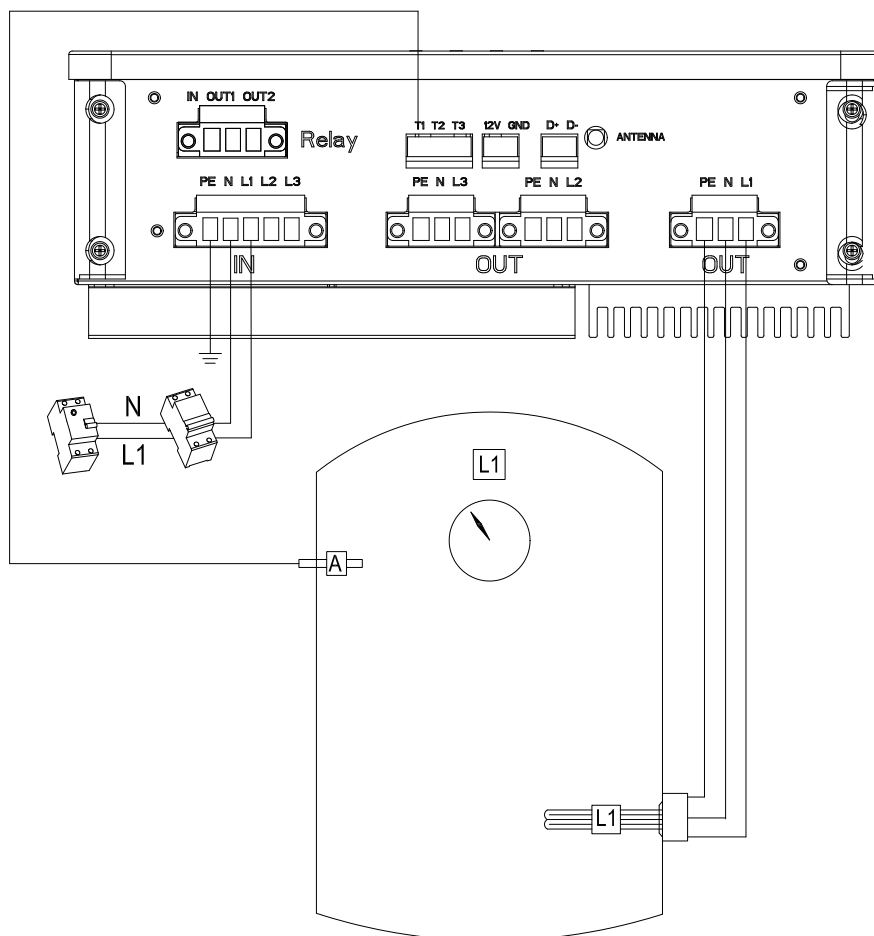 IN OUT1 OUT2
Relay
T1 T2 T3
12V GND
D+ D-
ANTENNA
PE N L1 L2 L3
PE N L3
PE N L2
PE N L1
IN
OUT
OUT
N
L1
L1
A
L1